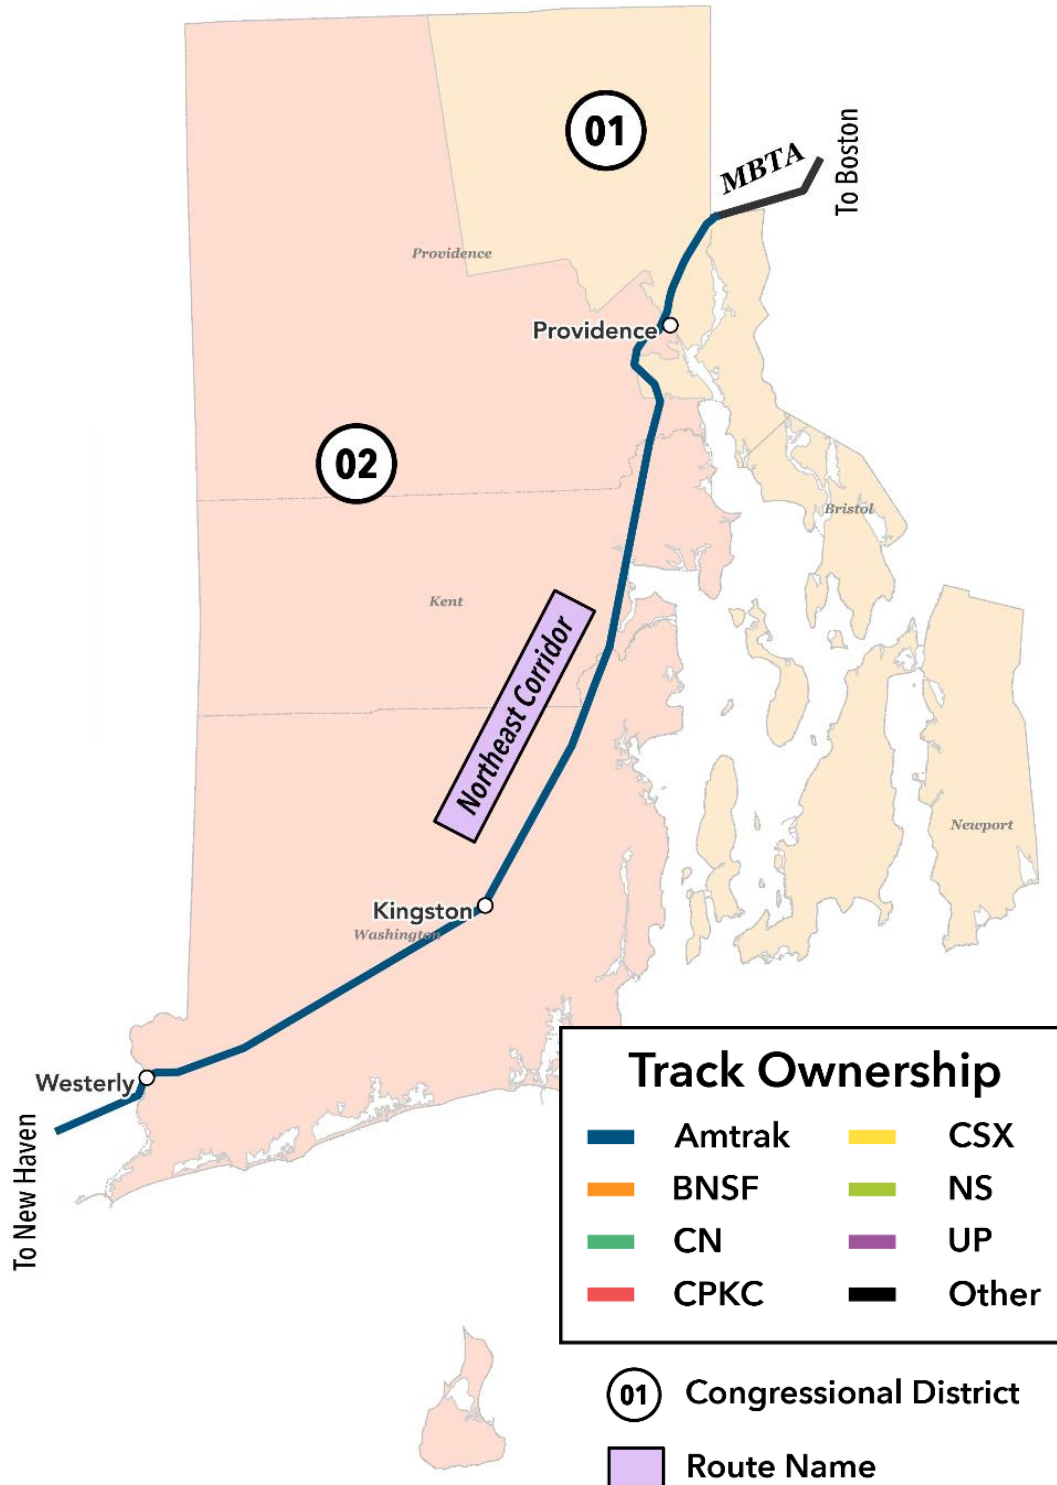 01
MBTA
To Boston
Providence
Providence
02
Bristol
Kent
Northeast Corridor
Newport
Kingston
Washington
Westerly
To New Haven
Track Ownership
Amtrak
CSX
BNSF
NS
CN
UP
CPKC
Other
01 Congressional District
Route Name